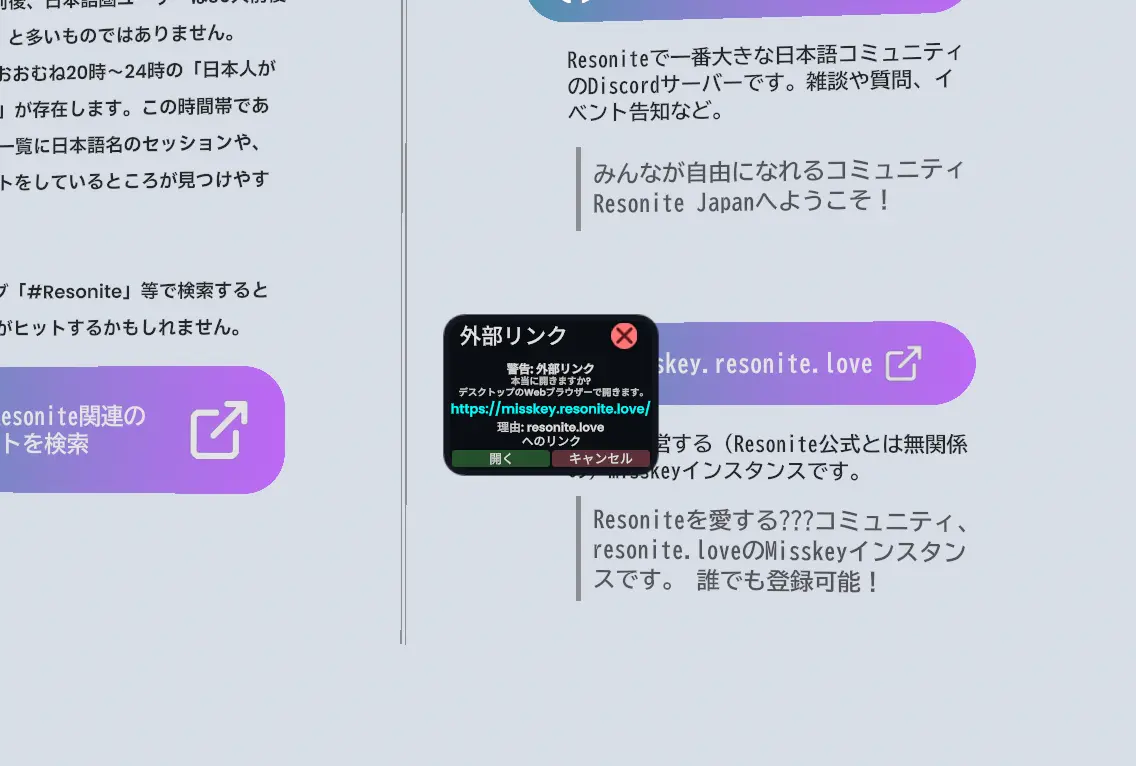 、日本語圏ユーザーは
と多いものではありません。
おおむね20時〜24時の「日本人が
」が存在します。この時間帯であ
一覧に日本語名のセッションや、
トをしているところが見つけやす
「#Resonite」等で検索すると
がヒットするかもしれません。
esonite関連の
トを検索
Resoniteで一番大きな日本語コミュニティ
のDiscordサーバーです。雑談や質問、イ
ベント告知など。
みんなが自由になれるコミュニティ
Resonite Japanへようこそ！
外部リンク
警告: 外部リンク
本当に開きますか?
デスクトップのWebブラウザーで開きます。
https://misskey.resonite.love/
理由: resonite.love
へのリンク
開く
キャンセル
skey.resonite.love
営する（Resonite公式とは無関係
の）Misskeyインスタンスです。
Resoniteを愛する???コミュニティ、
resonite.loveのMisskeyインスタン
スです。 誰でも登録可能！